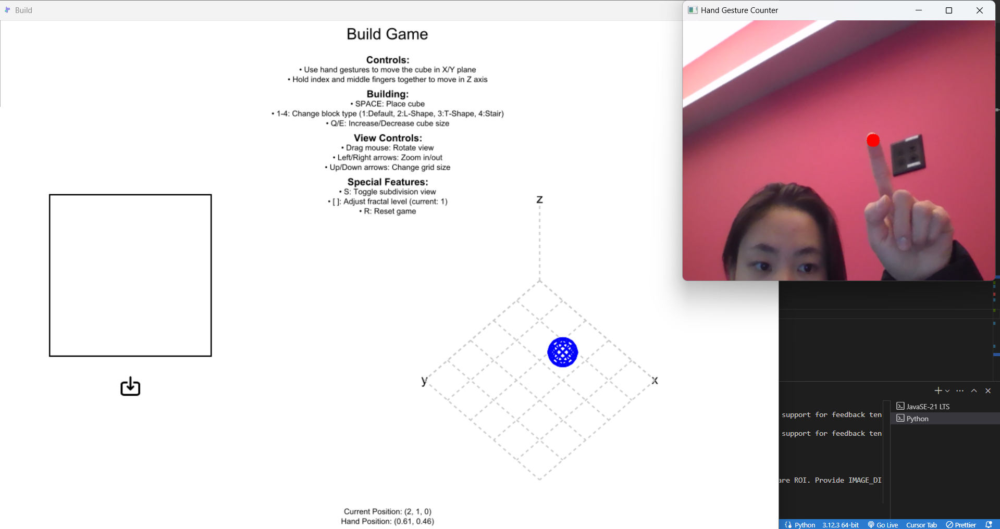 Build
Hand Gesture Counter
Build Game
Controls:
• Use hand gestures to move the cube in X/Y plane
• Hold index and middle fingers together to move in Z axis
Building:
• SPACE: Place cube
• 1-4: Change block type (1:Default, 2:L-Shape, 3:T-Shape, 4:Stair)
• Q/E: Increase/Decrease cube size
View Controls:
• Drag mouse: Rotate view
• Left/Right arrows: Zoom in/out
• Up/Down arrows: Change grid size
Special Features:
• S: Toggle subdivision view
• [ ]: Adjust fractal level (current: 1)
• R: Reset game
z
y
x
Current Position: (2, 1, 0)
Hand Position: (0.61, 0.46)
JavaSE-21 LTS
Python
support for feedback ten
support for feedback ten
are ROI. Provide IMAGE_DI
Python 3.12.3 64-bit Go Live Cursor Tab Prettier